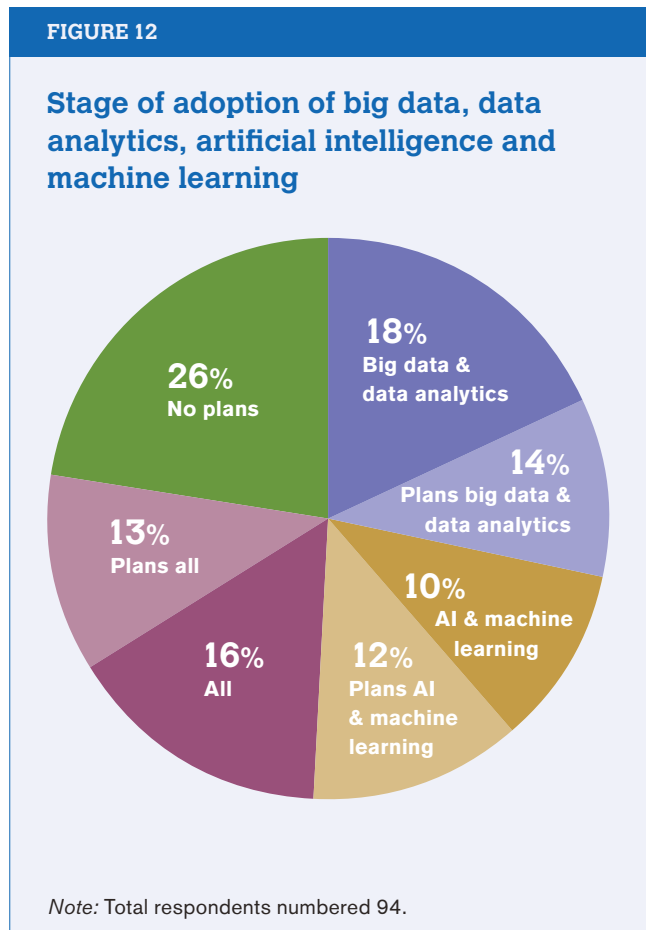 FIGURE 12
Stage of adoption of big data, data
analytics, artificial intelligence and
machine learning
18%
Big data &
data analytics
14%
Plans big data &
data analytics
10%
AI & machine
learning
12%
Plans AI
& machine
learning
16%
All
13%
Plans all
26%
No plans
Note: Total respondents numbered 94.